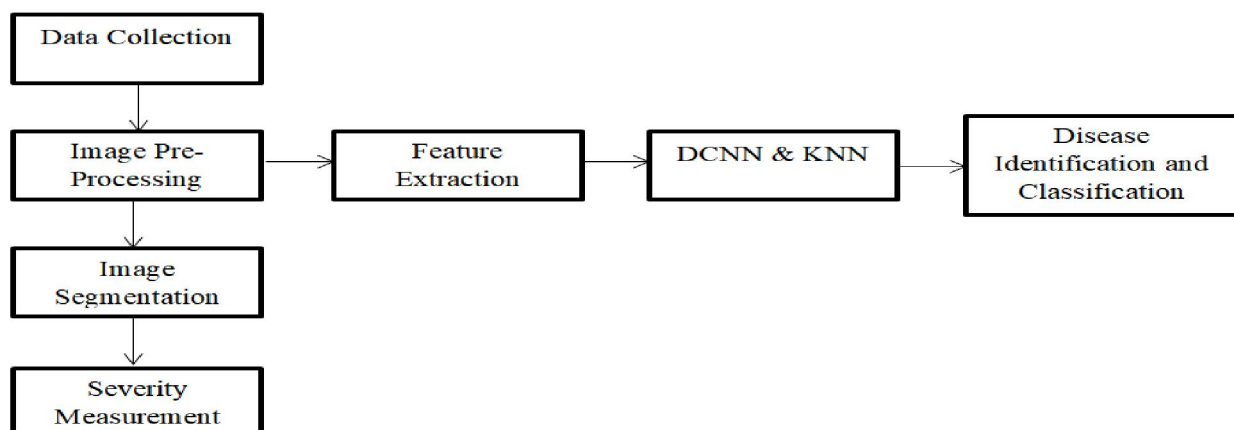 Data Collection
Image Pre-
Processing
Feature
Extraction
DCNN & KNN
Disease
Identification and
Classification
Image
Segmentation
Severity
Measurement